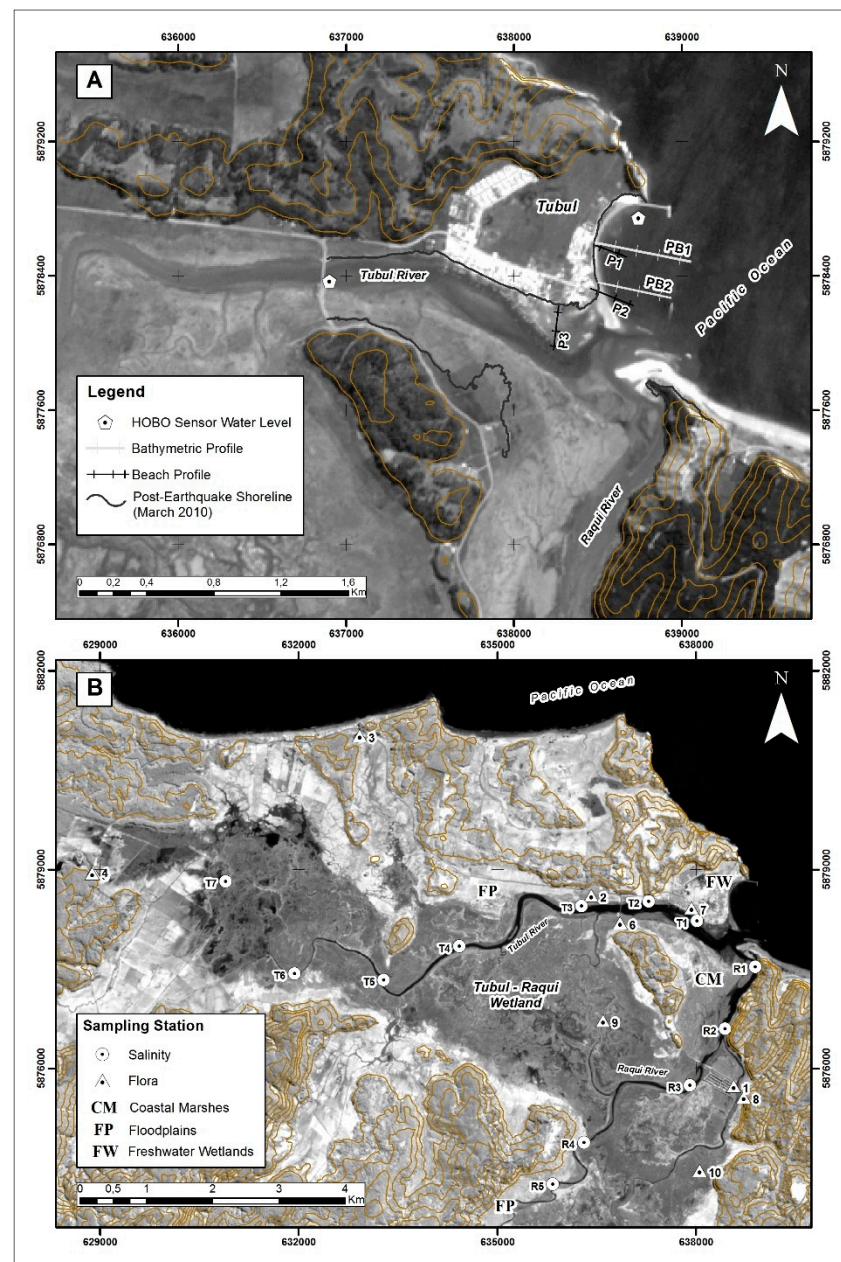 636000 637000 638000 639000
A
N
5879200
5879200
Tubul
PB1
P1
5878400
5878400
Tubul River
PB2
P2
Pacific Ocean
P3
Legend
HOBO Sensor Water Level
Bathymetric Profile
Beach Profile
Post-Earthquake Shoreline
(March 2010)
5877600
5877600
Raqui River
5876800
5876800
0 0,2 0,4 0,8 1,2 1,6
Km
636000 637000 638000 639000
629000 632000 635000 638000
5882000
5882000
B
Pacific Ocean
N
3
5879000
5879000
4
T7
FP
T3
2
T2
FW
7
T1
6
T4
Tubul River
T6
T5
Tubul - Raqui
Wetland
CM
R1
R2
9
Sampling Station
Salinity
Flora
CM Coastal Marshes
FP Floodplains
FW Freshwater Wetlands
5876000
5876000
Raqui River
R3
1
8
R4
R5
10
FP
0 0,5 1 2 3 4
Km
629000 632000 635000 638000